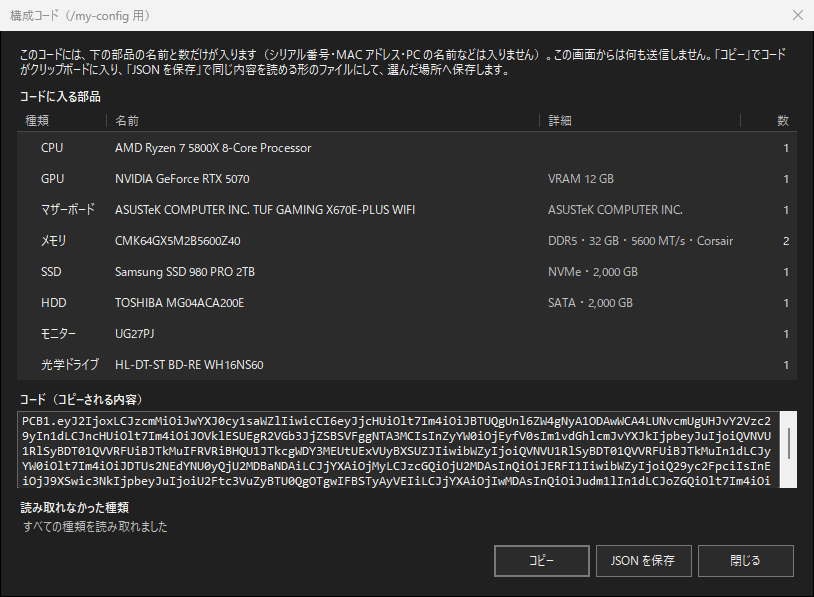 構成コード（/my-config 用）
このコードには、下の部品の名前と数だけが入ります（シリアル番号・MAC アドレス・PC の名前などは入りません）。この画面からは何も送信しません。「コピー」でコード
がクリップボードに入り、「JSON を保存」で同じ内容を読める形のファイルにして、選んだ場所へ保存します。
コードに入る部品
種類 名前 詳細 数
CPU AMD Ryzen 7 5800X 8-Core Processor 1
GPU NVIDIA GeForce RTX 5070 VRAM 12 GB 1
マザーボード ASUSTeK COMPUTER INC. TUF GAMING X670E-PLUS WIFI ASUSTeK COMPUTER INC. 1
メモリ CMK64GX5M2B5600Z40 DDR5・32 GB・5600 MT/s・Corsair 2
SSD Samsung SSD 980 PRO 2TB NVMe・2,000 GB 1
HDD TOSHIBA MG04ACA200E SATA・2,000 GB 1
モニター UG27PJ 1
光学ドライブ HL-DT-ST BD-RE WH16NS60 1
コード（コピーされる内容）
読み取れなかった種類
すべての種類を読み取れました
コピー JSON を保存 閉じる